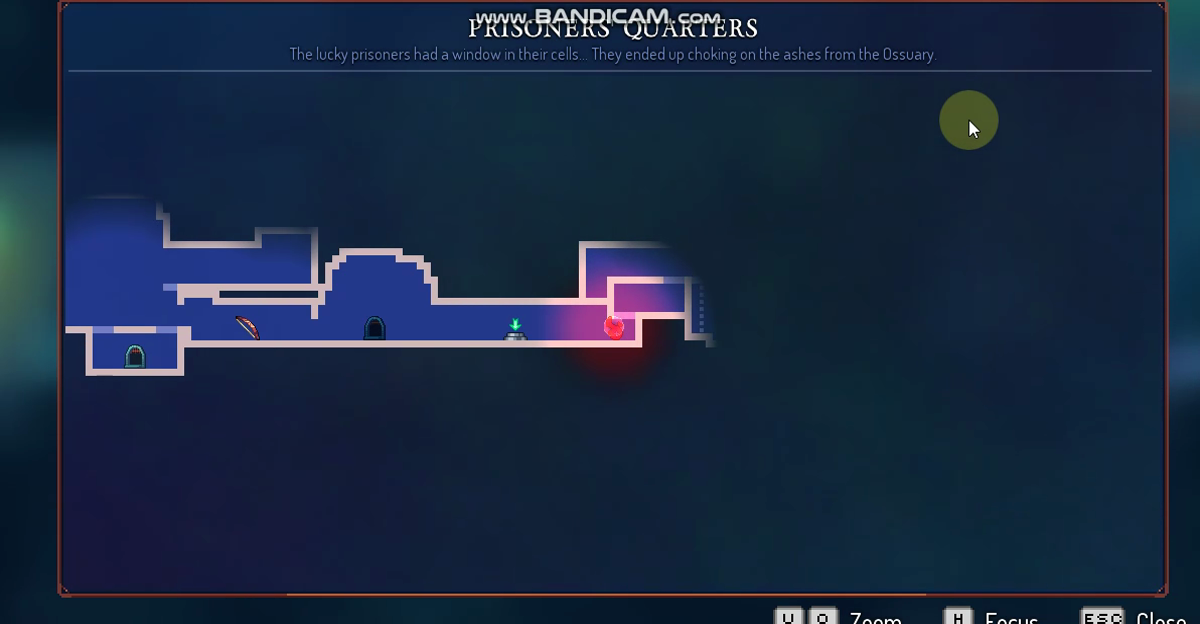 www.BANDICAM.com
PRISONERS' QUARTERS
The lucky prisoners had a window in their cells... They ended up choking on the ashes from the Ossuary.
Zoom H Focus ESC Close